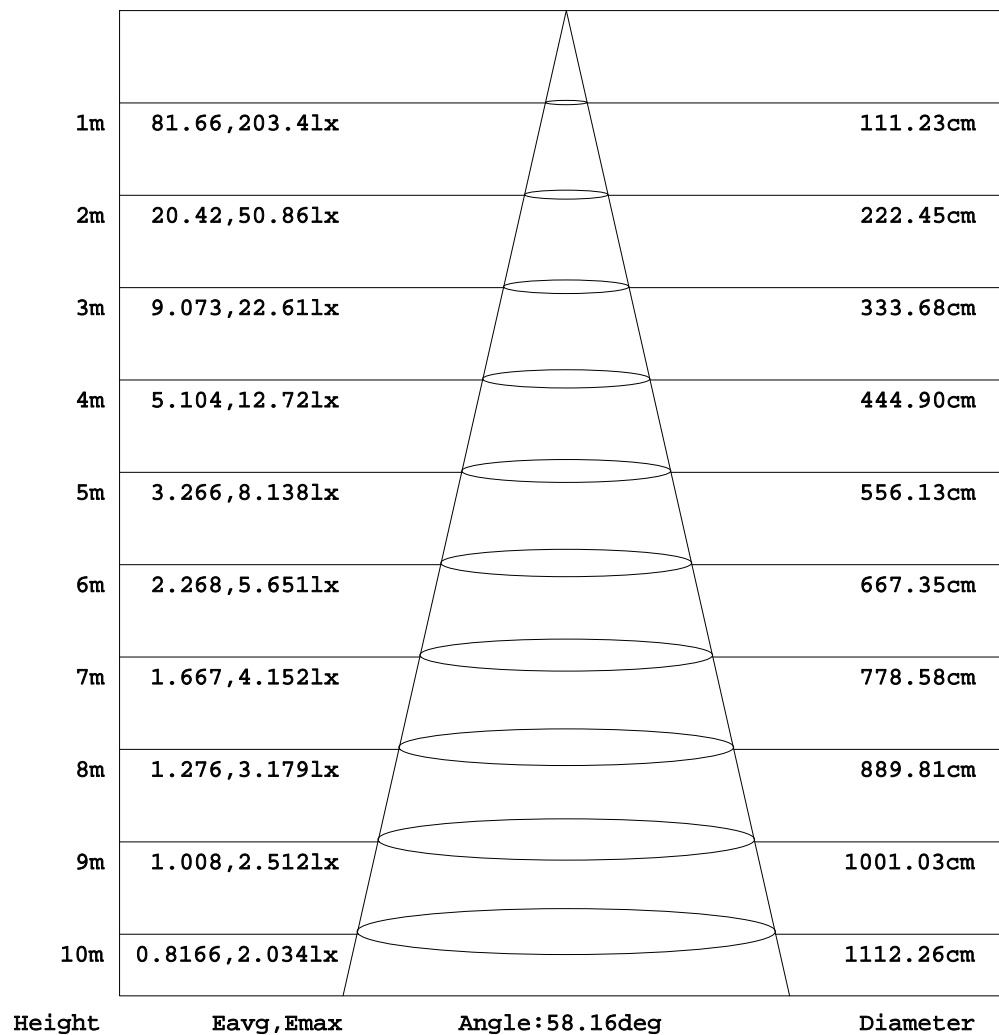 1m 81.66,203.4lx 111.23cm
2m 20.42,50.86lx 222.45cm
3m 9.073,22.61lx 333.68cm
4m 5.104,12.72lx 444.90cm
5m 3.266,8.138lx 556.13cm
6m 2.268,5.651lx 667.35cm
7m 1.667,4.152lx 778.58cm
8m 1.276,3.179lx 889.81cm
9m 1.008,2.512lx 1001.03cm
10m 0.8166,2.034lx 1112.26cm
Height Eavg,Emax Angle:58.16deg Diameter